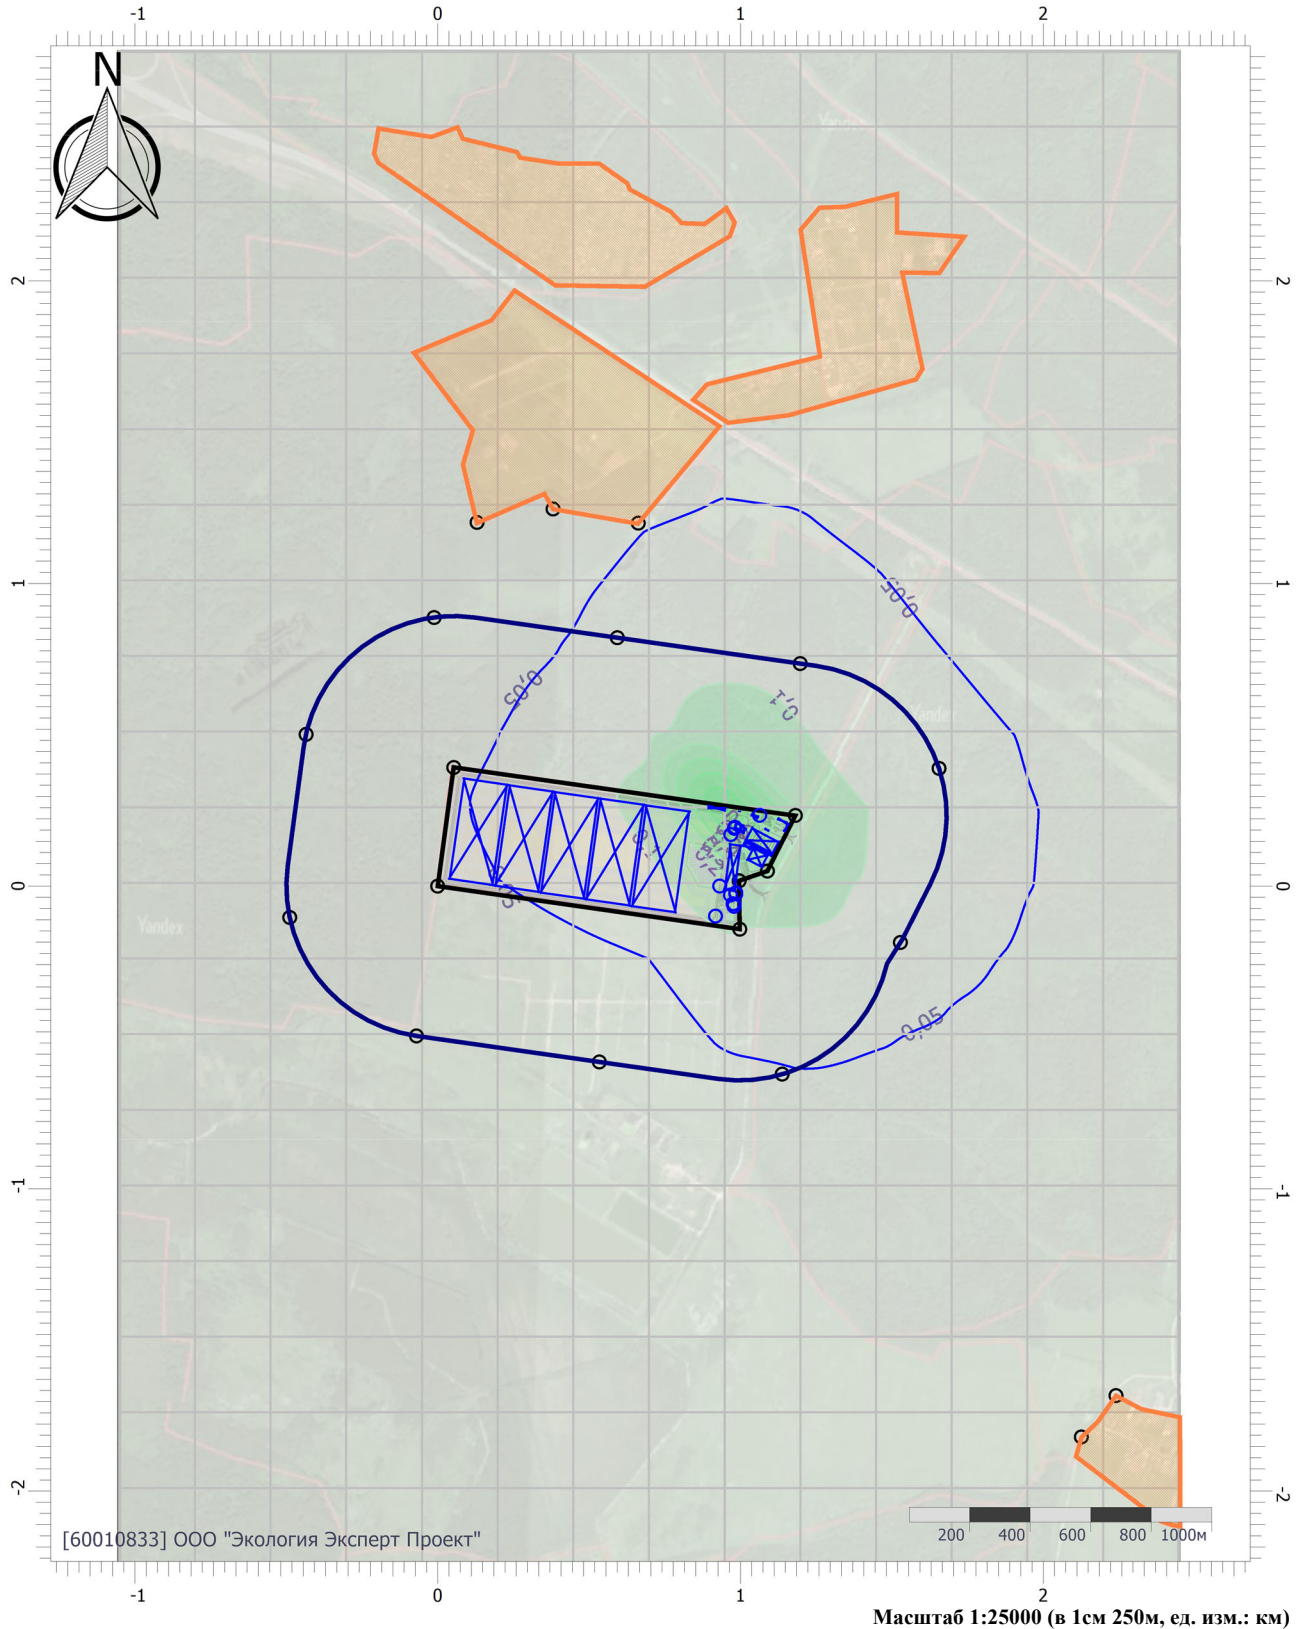 -1 0 1 2
N
Yandex
2 2
1 1
0,05
0,05
0,1
Yandex
0,1
0 0
Yandex
0,05
-1 -1
-2 -2
200 400 600 800 1000м
[60010833] ООО "Экология Эксперт Проект"
-1 0 1 2
Масштаб 1:25000 (в 1см 250м, ед. изм.: км)